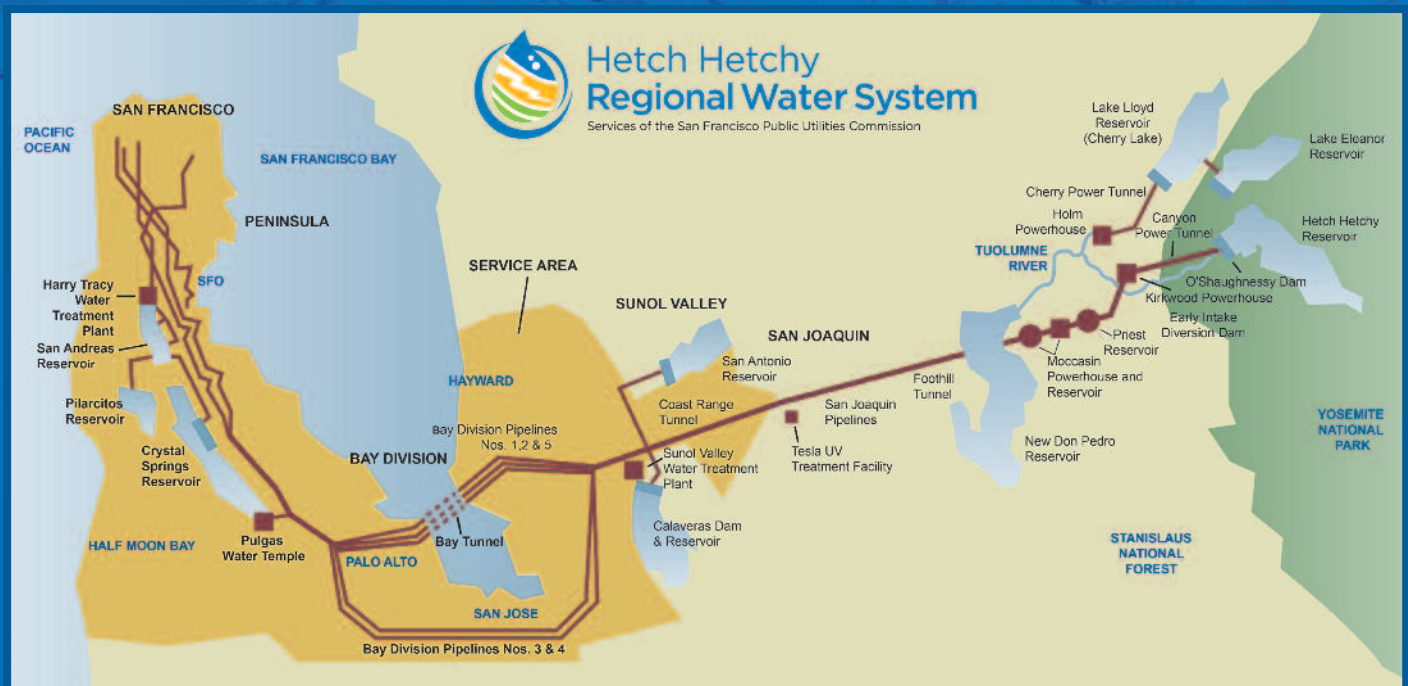 Hetch Hetchy
Regional Water System
Services of the San Francisco Public Utilities Commission
SAN FRANCISCO
PACIFIC
OCEAN
SAN FRANCISCO BAY
PENINSULA
SFO
Harry Tracy
Water
Treatment
Plant
San Andreas
Reservoir
Pilarcitos
Reservoir
Crystal
Springs
Reservoir
HALF MOON BAY
Pulgas
Water Temple
PALO ALTO
BAY DIVISION
Bay Tunnel
SAN JOSE
Bay Division Pipelines Nos. 3 & 4
SERVICE AREA
HAYWARD
Bay Division Pipelines
Nos. 1,2 & 5
SUNOL VALLEY
San Antonio
Reservoir
Coast Range
Tunnel
Sunol Valley
Water Treatment
Plant
Calaveras Dam
& Reservoir
SAN JOAQUIN
San Joaquin
Pipelines
Tesla UV
Treatment Facility
Foothill
Tunnel
New Don Pedro
Reservoir
Moccasin
Powerhouse and
Reservoir
Priest
Reservoir
Early Intake
Diversion Dam
Kirkwood Powerhouse
O'Shaughnessy Dam
TUOLUMNE
RIVER
Holm
Powerhouse
Cherry Power Tunnel
Canyon
Power Tunnel
Lake Lloyd
Reservoir
(Cherry Lake)
Lake Eleanor
Reservoir
Hetch Hetchy
Reservoir
YOSEMITE
NATIONAL
PARK
STANISLAUS
NATIONAL
FOREST